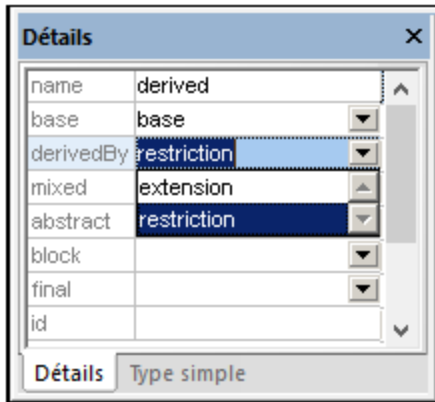 Détails
name derived
base base
derivedBy restriction
mixed extension
abstract restriction
block
final
id
Détails Type simple